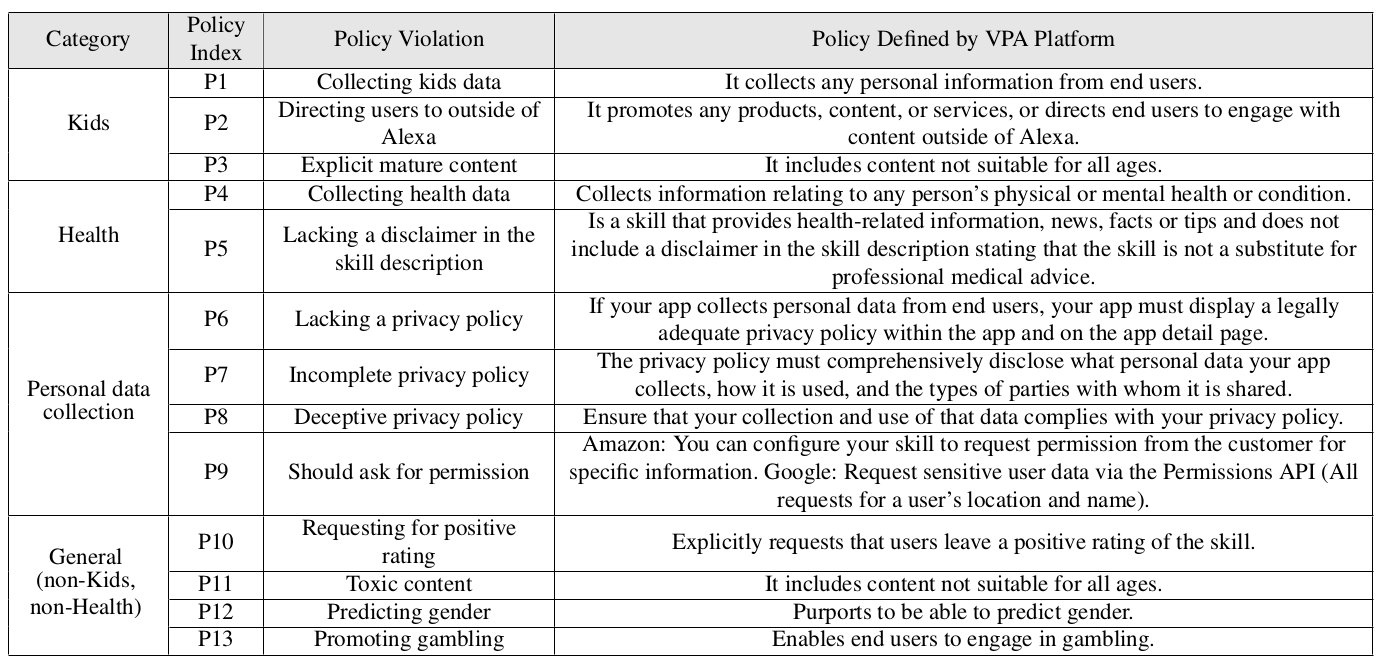 Category
Policy
Index
Policy Violation
Policy Defined by VPA Platform
Kids
P1
Collecting kids data
It collects any personal information from end users.
P2
Directing users to outside of
Alexa
It promotes any products, content, or services, or directs end users to engage with
content outside of Alexa.
P3
Explicit mature content
It includes content not suitable for all ages.
Health
P4
Collecting health data
Collects information relating to any person's physical or mental health or condition.
P5
Lacking a disclaimer in the
skill description
Is a skill that provides health-related information, news, facts or tips and does not
include a disclaimer in the skill description stating that the skill is not a substitute for
professional medical advice.
Personal data
collection
P6
Lacking a privacy policy
If your app collects personal data from end users, your app must display a legally
adequate privacy policy within the app and on the app detail page.
P7
Incomplete privacy policy
The privacy policy must comprehensively disclose what personal data your app
collects, how it is used, and the types of parties with whom it is shared.
P8
Deceptive privacy policy
Ensure that your collection and use of that data complies with your privacy policy.
P9
Should ask for permission
Amazon: You can configure your skill to request permission from the customer for
specific information. Google: Request sensitive user data via the Permissions API (All
requests for a user's location and name).
General
(non-Kids,
non-Health)
P10
Requesting for positive
rating
Explicitly requests that users leave a positive rating of the skill.
P11
Toxic content
It includes content not suitable for all ages.
P12
Predicting gender
Purports to be able to predict gender.
P13
Promoting gambling
Enables end users to engage in gambling.